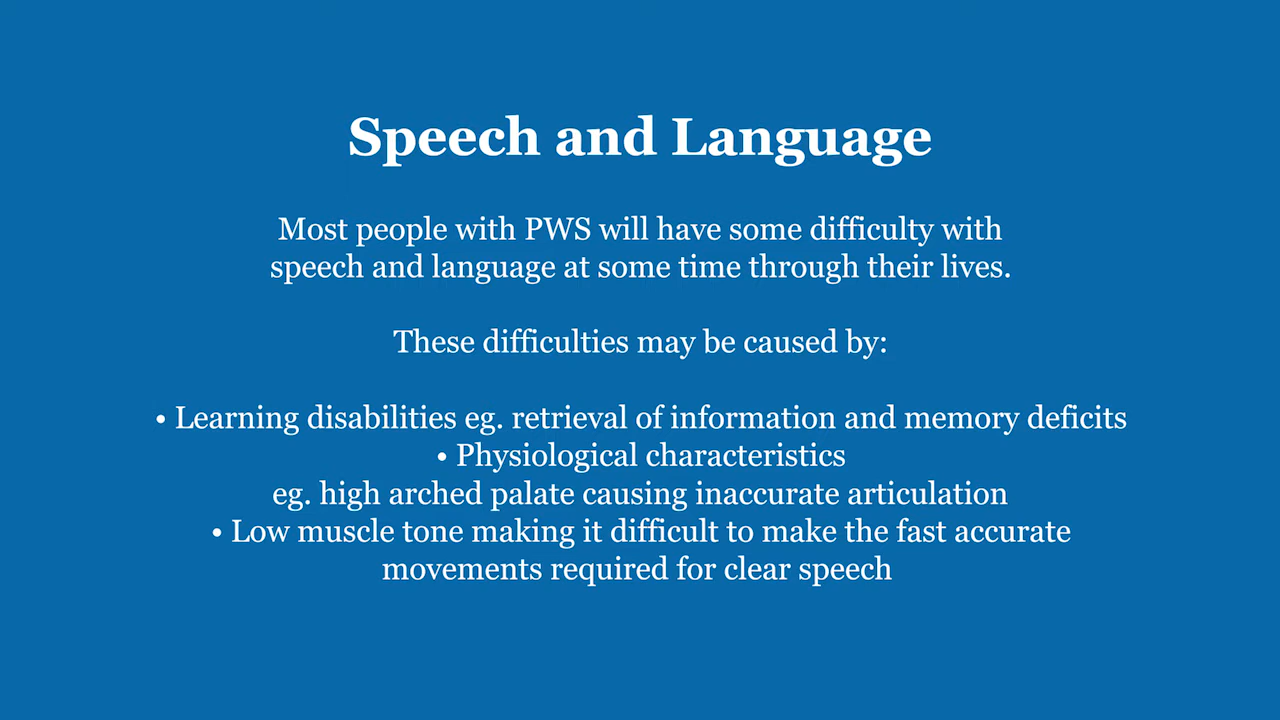 Speech and Language
Most people with PWS will have some difficulty with
speech and language at some time through their lives.
These difficulties may be caused by:
• Learning disabilities eg. retrieval of information and memory deficits
• Physiological characteristics
eg. high arched palate causing inaccurate articulation
• Low muscle tone making it difficult to make the fast accurate
movements required for clear speech